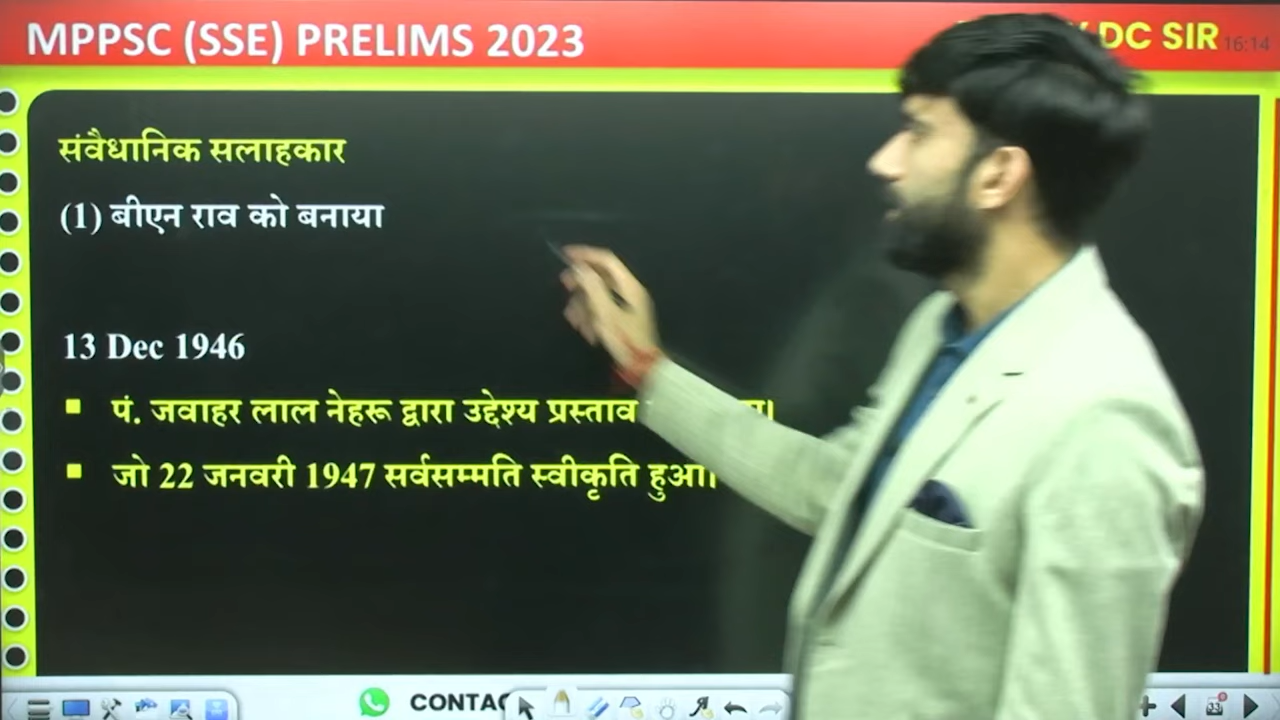 MPPSC (SSE) PRELIMS 2023
DC SIR
16:14
संवैधानिक सलाहकार
(1) बीएन राव को बनाया
13 Dec 1946
▪ पं. जवाहर लाल नेहरू द्वारा उद्देश्य प्रस्ताव
▪ जो 22 जनवरी 1947 सर्वसम्मति स्वीकृति हुआ।